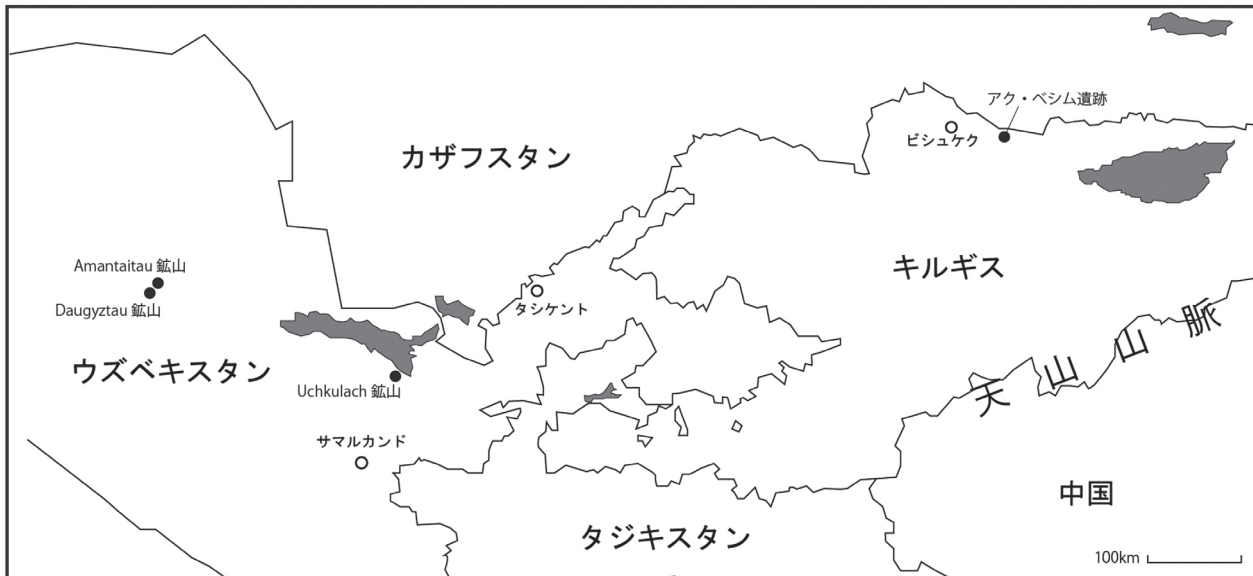 アク・ベシム遺跡
ビシュケク
カザフスタン
キルギス
Amantaitau 鉱山
Daugyztau 鉱山
タシケント
ウズベキスタン
Uchkulach 鉱山
天山山脈
サマルカンド
中国
タジキスタン
100km